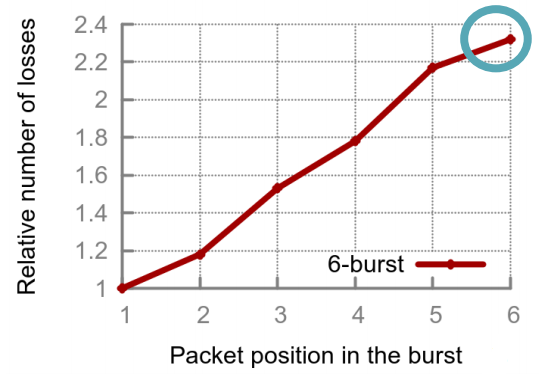 2.4
2.2
2
1.8
1.6
1.4
1.2
1
Relative number of losses
6-burst
1 2 3 4 5 6
Packet position in the burst